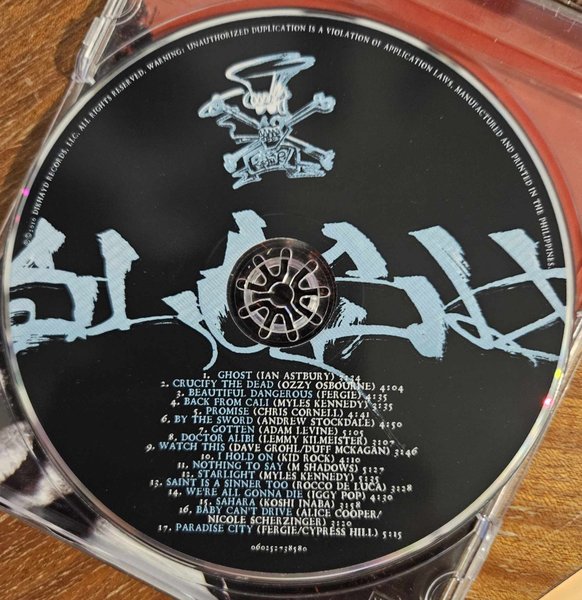 ℗©2010 DIKHAYD RECORDS, LLC. ALL RIGHTS RESERVED. WARNING: UNAUTHORIZED DUPLICATION IS A VIOLATION OF APPLICATION LAWS. MANUFACTURED AND PRINTED IN THE PHILIPPINES.
SLASH
1. GHOST (IAN ASTBURY) 3:34
2. CRUCIFY THE DEAD (OZZY OSBOURNE) 4:04
3. BEAUTIFUL DANGEROUS (FERGIE) 4:35
4. BACK FROM CALI (MYLES KENNEDY) 3:35
5. PROMISE (CHRIS CORNELL) 4:41
6. BY THE SWORD (ANDREW STOCKDALE) 4:50
7. GOTTEN (ADAM LEVINE) 5:05
8. DOCTOR ALIBI (LEMMY KILMEISTER) 3:07
9. WATCH THIS (DAVE GROHL/DUFF MCKAGAN) 3:46
10. I HOLD ON (KID ROCK) 4:10
11. NOTHING TO SAY (M SHADOWS) 5:27
12. STARLIGHT (MYLES KENNEDY) 5:35
13. SAINT IS A SINNER TOO (ROCCO DE LUCA) 3:28
14. WE'RE ALL GONNA DIE (IGGY POP) 4:30
15. SAHARA (KOSHI INABA) 3:58
16. BABY CAN'T DRIVE (ALICE COOPER/
NICOLE SCHERZINGER) 3:20
17. PARADISE CITY (FERGIE/CYPRESS HILL) 5:15
060252738580